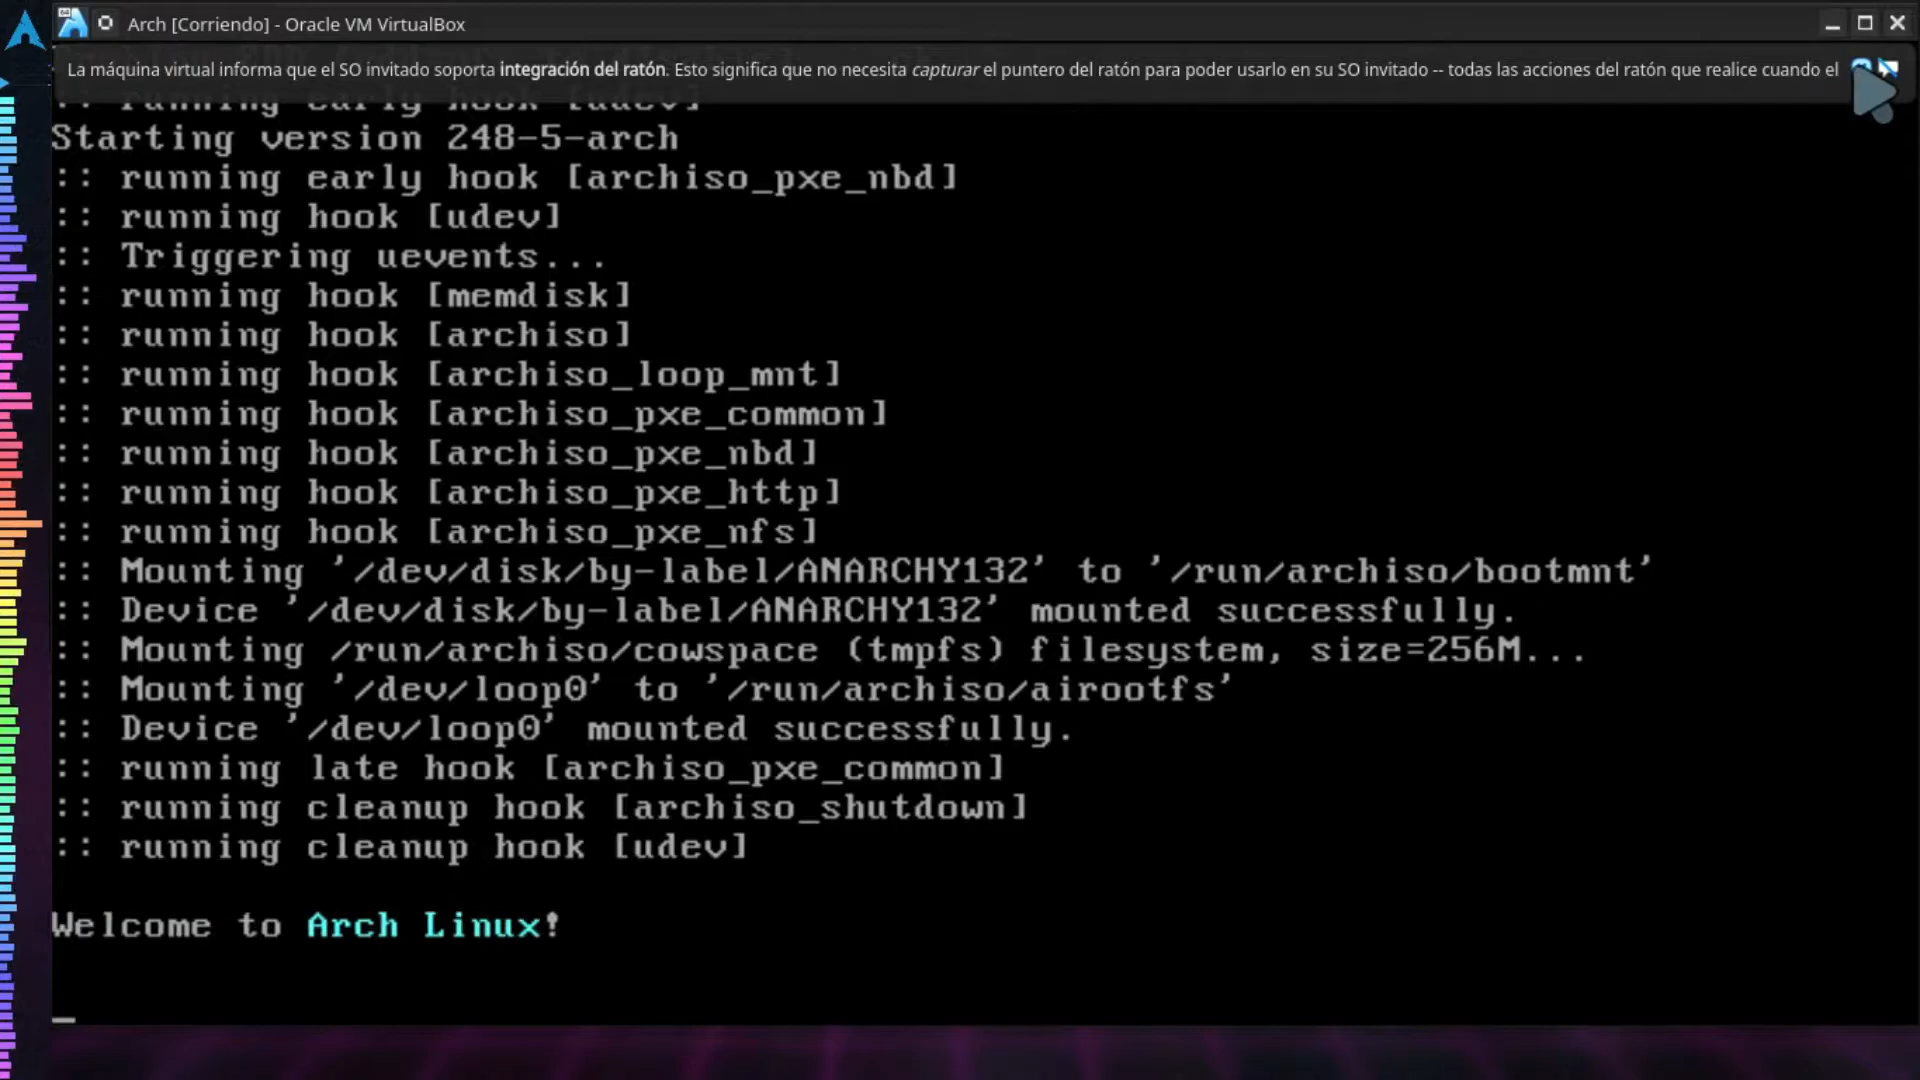 Arch [Corriendo] - Oracle VM VirtualBox
La máquina virtual informa que el SO invitado soporta integración del ratón. Esto significa que no necesita capturar el puntero del ratón para poder usarlo en su SO invitado -- todas las acciones del ratón que realice cuando el
:: running early hook [udev]
Starting version 248-5-arch
:: running early hook [archiso_pxe_nbd]
:: running hook [udev]
:: Triggering uevents...
:: running hook [memdisk]
:: running hook [archiso]
:: running hook [archiso_loop_mnt]
:: running hook [archiso_pxe_common]
:: running hook [archiso_pxe_nbd]
:: running hook [archiso_pxe_http]
:: running hook [archiso_pxe_nfs]
:: Mounting '/dev/disk/by-label/ANARCHY132' to '/run/archiso/bootmnt'
:: Device '/dev/disk/by-label/ANARCHY132' mounted successfully.
:: Mounting /run/archiso/cowspace (tmpfs) filesystem, size=256M...
:: Mounting '/dev/loop0' to '/run/archiso/airootfs'
:: Device '/dev/loop0' mounted successfully.
:: running late hook [archiso_pxe_common]
:: running cleanup hook [archiso_shutdown]
:: running cleanup hook [udev]
Welcome to Arch Linux!
_